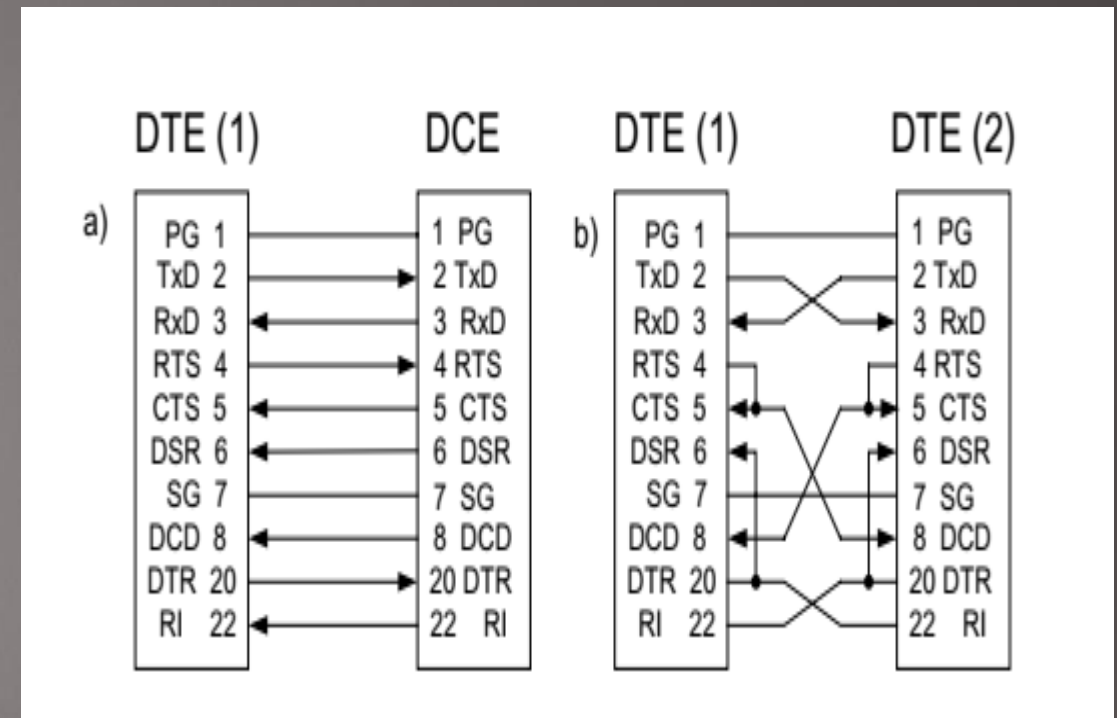 DTE (1) DCE DTE (1) DTE (2)
a) PG 1 1 PG b) PG 1 1 PG
TxD 2 2 TxD TxD 2 2 TxD
RxD 3 3 RxD RxD 3 3 RxD
RTS 4 4 RTS RTS 4 4 RTS
CTS 5 5 CTS CTS 5 5 CTS
DSR 6 6 DSR DSR 6 6 DSR
SG 7 7 SG SG 7 7 SG
DCD 8 8 DCD DCD 8 8 DCD
DTR 20 20 DTR DTR 20 20 DTR
RI 22 22 RI RI 22 22 RI